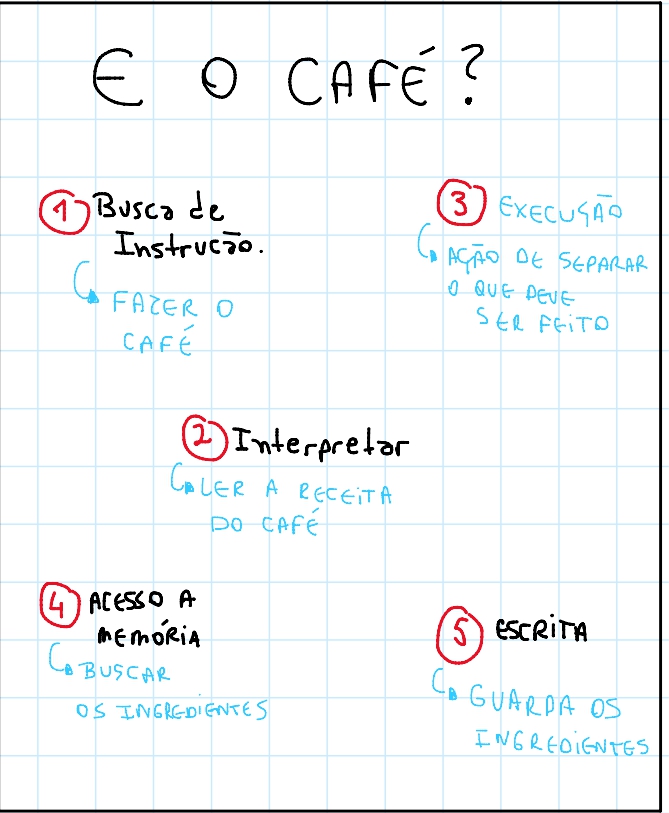 E O CAFÉ?
1 Busca de
Instrução.
FAZER O
CAFÉ
2 Interpretar
LER A RECEITA
DO CAFÉ
3 EXECUÇÃO
AÇÃO DE SEPARAR
O QUE DEVE
SER FEITO
4 ACESSO A
MEMÓRIA
BUSCAR
OS INGREDIENTES
5 ESCRITA
GUARDA OS
INGREDIENTES